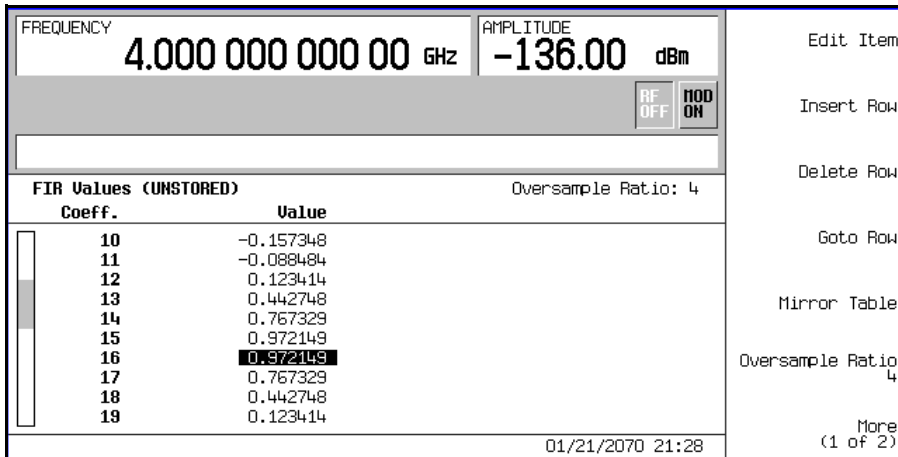 FREQUENCY
4.000 000 000 00 GHz
AMPLITUDE
-136.00 dBm
RF OFF
MOD ON
FIR Values (UNSTORED)
Oversample Ratio: 4
Coeff. Value
10 -0.157348
11 -0.088484
12 0.123414
13 0.442748
14 0.767329
15 0.972149
16 0.972149
17 0.767329
18 0.442748
19 0.123414
01/21/2070 21:28
Edit Item
Insert Row
Delete Row
Goto Row
Mirror Table
Oversample Ratio
4
More
(1 of 2)